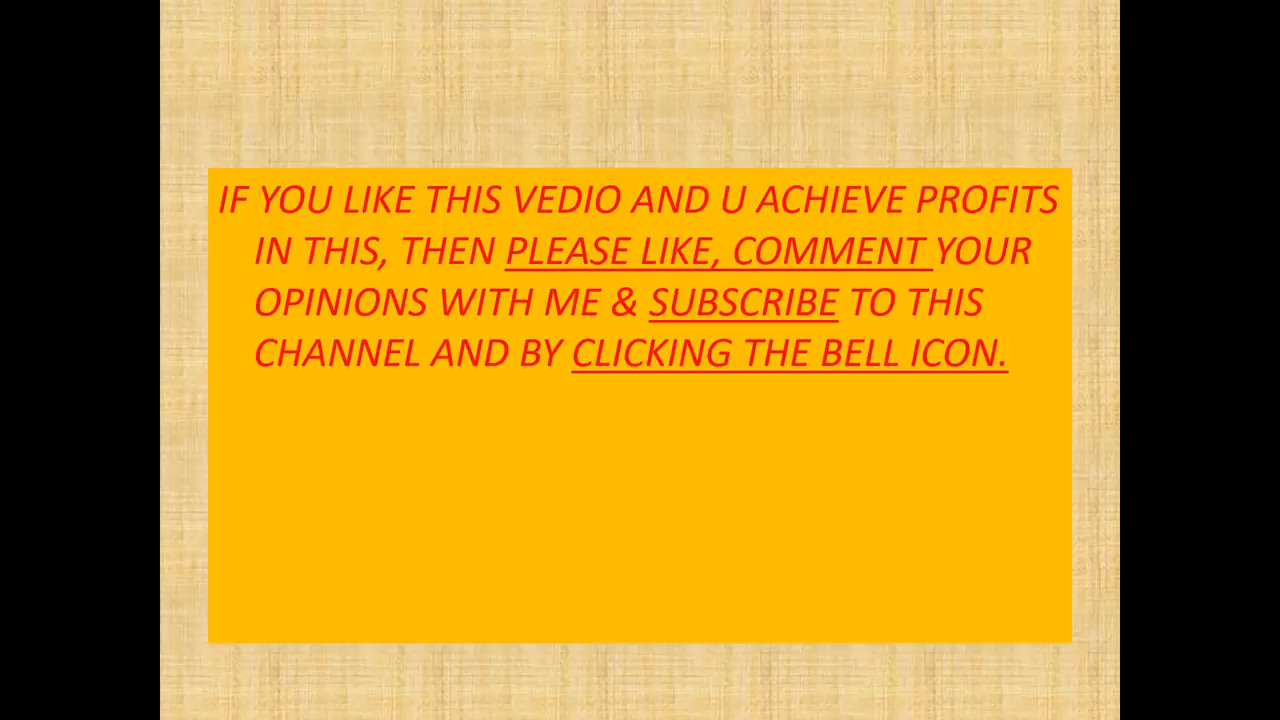 IF YOU LIKE THIS VEDIO AND U ACHIEVE PROFITS
IN THIS, THEN PLEASE LIKE, COMMENT YOUR
OPINIONS WITH ME & SUBSCRIBE TO THIS
CHANNEL AND BY CLICKING THE BELL ICON.